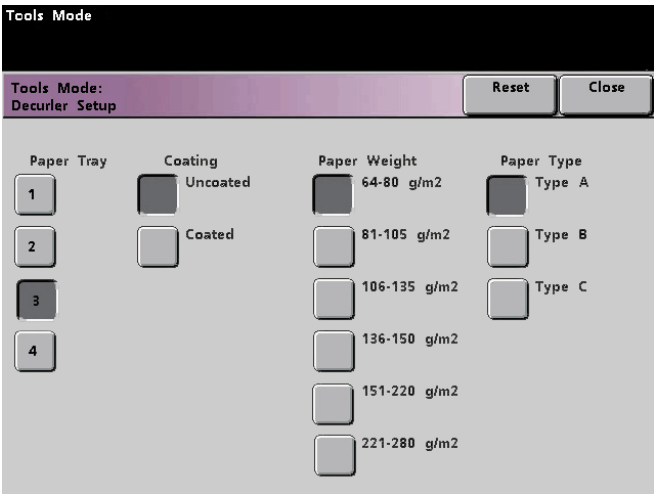 Tools Mode
Tools Mode:
Decurler Setup
Reset
Close
Paper Tray
1
2
3
4
Coating
Uncoated
Coated
Paper Weight
64-80 g/m2
81-105 g/m2
106-135 g/m2
136-150 g/m2
151-220 g/m2
221-280 g/m2
Paper Type
Type A
Type B
Type C